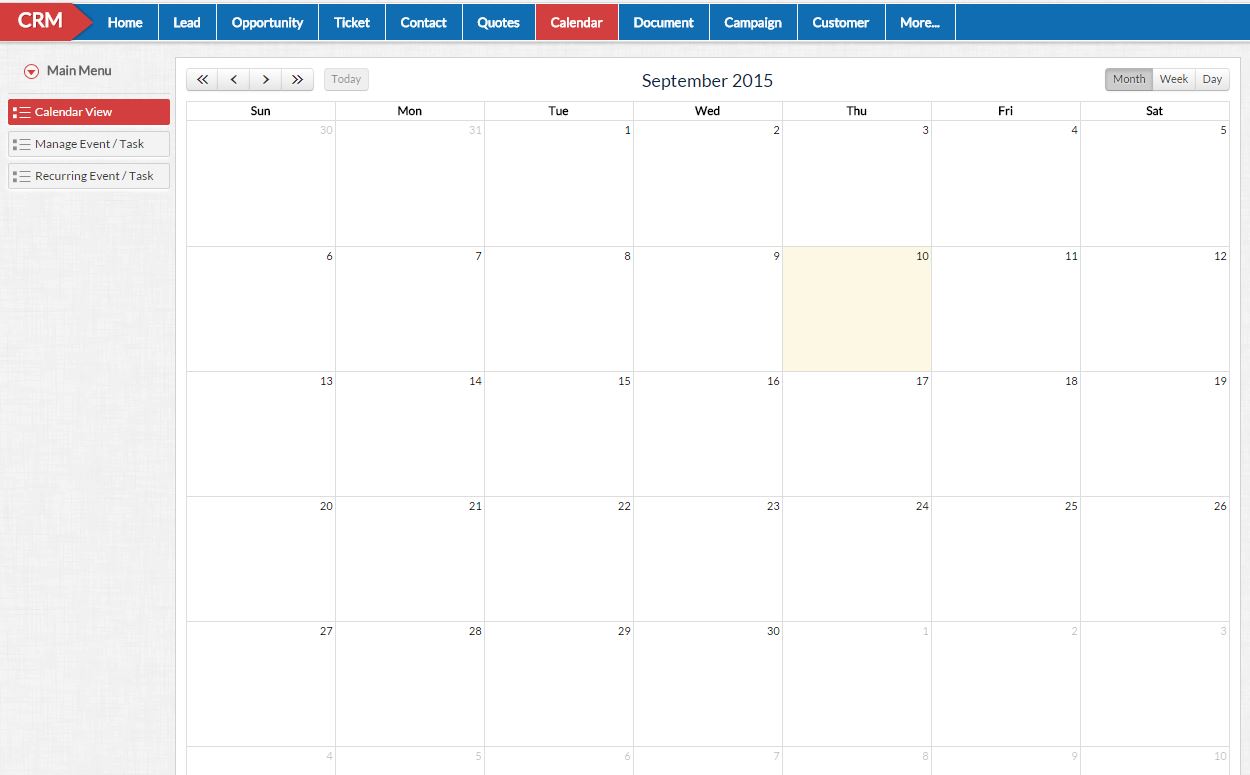 CRM Home Lead Opportunity Ticket Contact Quotes Calendar Document Campaign Customer More...
Main Menu
Calendar View
Manage Event / Task
Recurring Event / Task
Today September 2015 Month Week Day
Sun Mon Tue Wed Thu Fri Sat
30 31 1 2 3 4 5
6 7 8 9 10 11 12
13 14 15 16 17 18 19
20 21 22 23 24 25 26
27 28 29 30 1 2 3
4 5 6 7 8 9 10